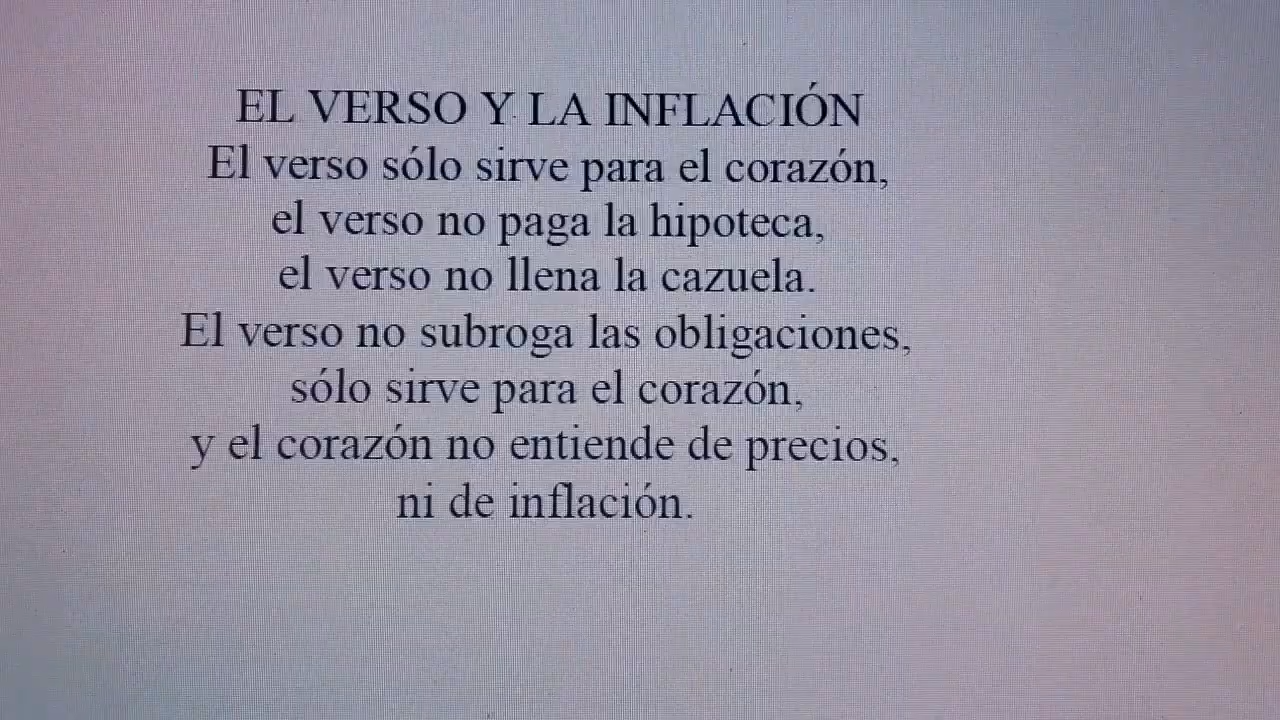 EL VERSO Y LA INFLACIÓN
El verso sólo sirve para el corazón,
el verso no paga la hipoteca,
el verso no llena la cazuela.
El verso no subroga las obligaciones,
sólo sirve para el corazón,
y el corazón no entiende de precios,
ni de inflación.